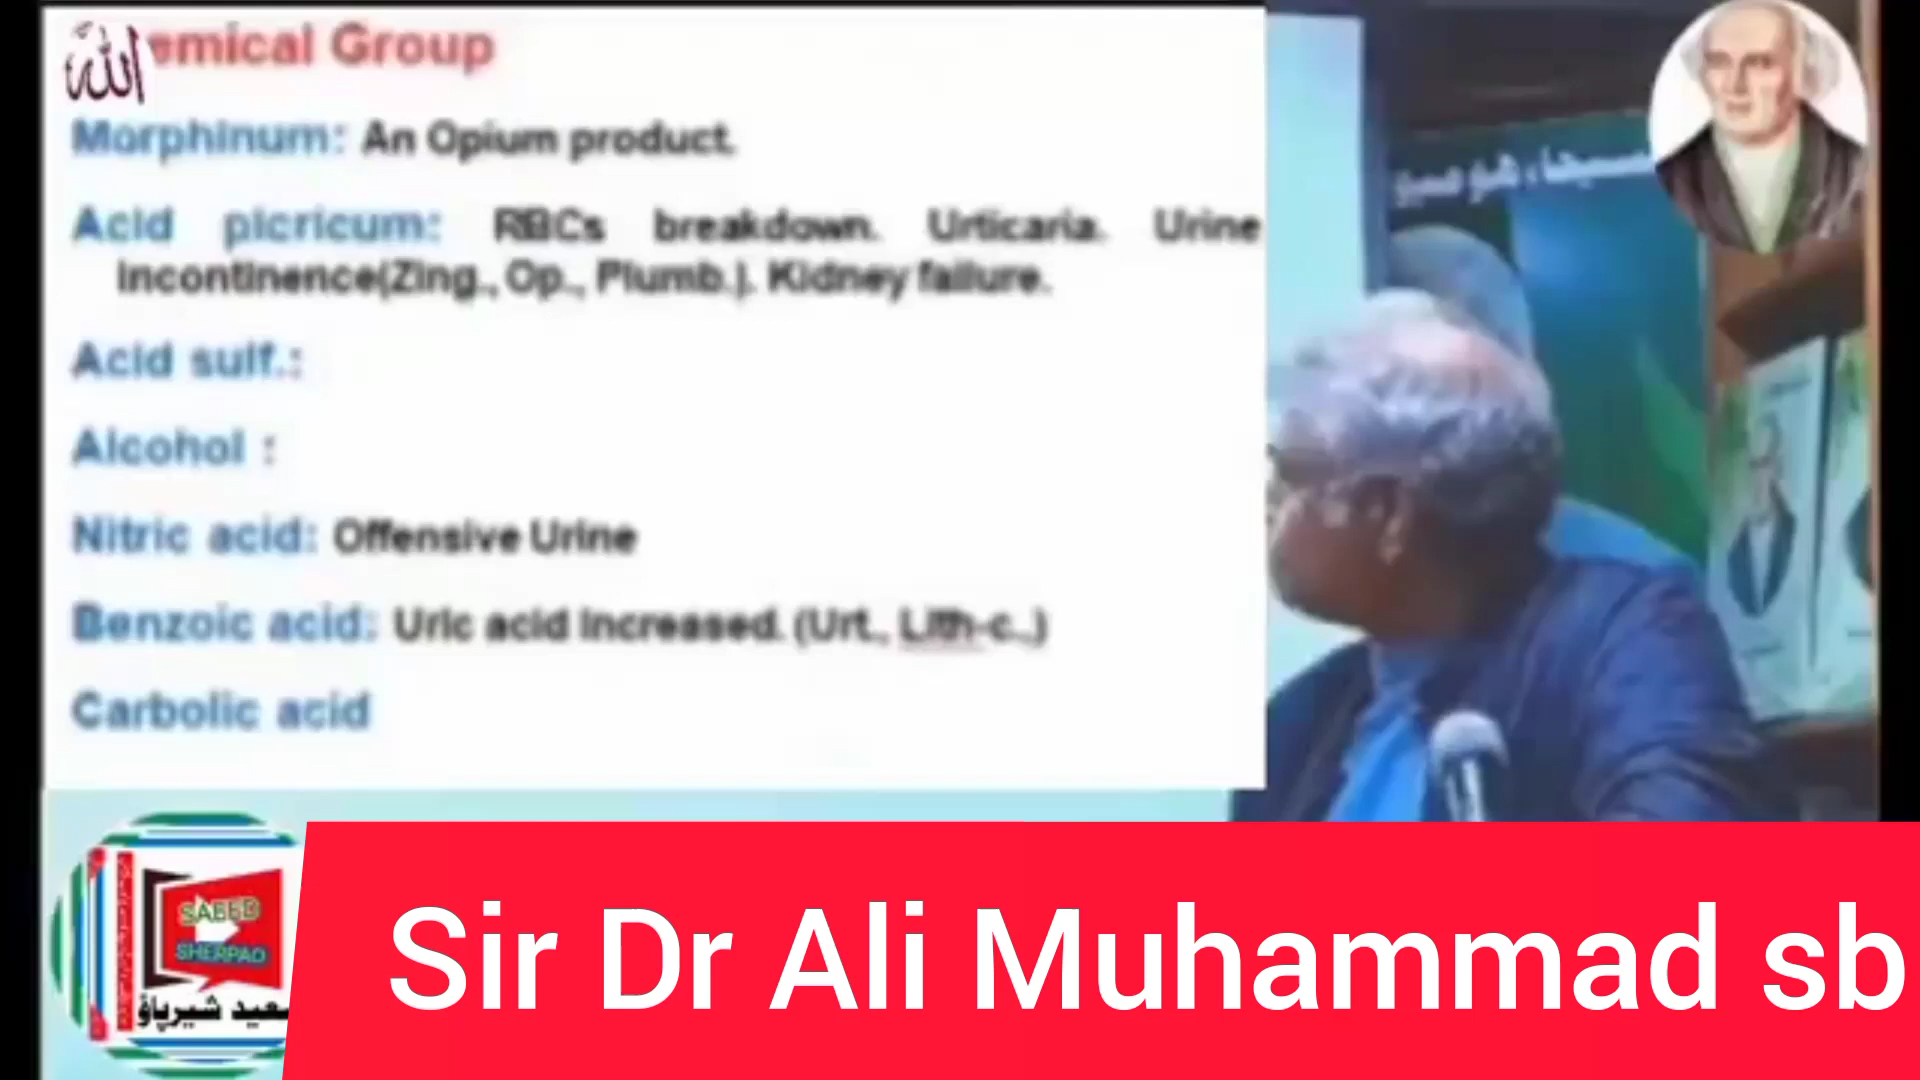 الله
emical Group
Morphinum: An Opium product.
Acid picricum: RBCs breakdown. Urticaria. Urine
incontinence(Zing., Op., Plumb.). Kidney failure.
Acid sulf.:
Alcohol :
Nitric acid: Offensive Urine
Benzoic acid: Uric acid increased. (Urt., Lith-c.,)
Carbolic acid
SAEED
SHERPAO
سعید شیرپاؤ
Sir Dr Ali Muhammad sb